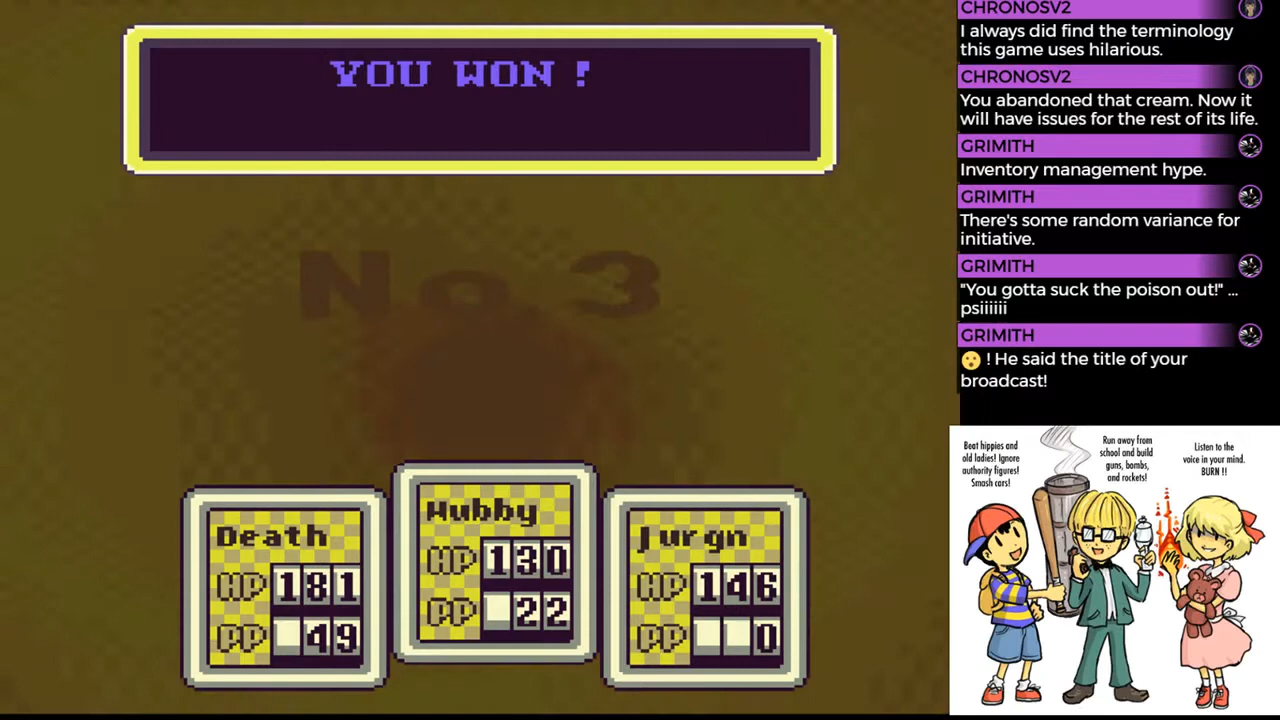 YOU WON !
No 3
Death
HP 181
PP 49
Hubby
HP 130
PP 22
Jurgn
HP 146
PP 0
CHRONOSV2
I always did find the terminology
this game uses hilarious.
CHRONOSV2
You abandoned that cream. Now it
will have issues for the rest of its life.
GRIMITH
Inventory management hype.
GRIMITH
There's some random variance for
initiative.
GRIMITH
"You gotta suck the poison out!" ...
psiiiiii
GRIMITH
😮 ! He said the title of your
broadcast!
Beat hippies and
old ladies! Ignore
authority figures!
Smash cars!
Run away from
school and build
guns, bombs,
and rockets!
Listen to the
voice in your mind.
BURN !!